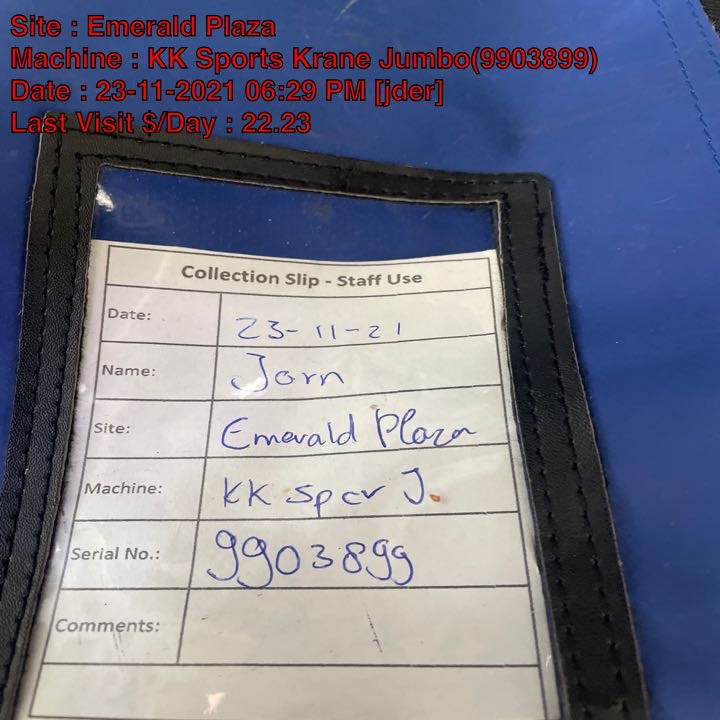 Site : Emerald Plaza
Machine : KK Sports Krane Jumbo(9903899)
Date : 23-11-2021 06:29 PM [jder]
Last Visit $/Day : 22.23
Collection Slip - Staff Use
Date: 23-11-21
Name: Jorn
Site: Emerald Plaza
Machine: KK Spor J.
Serial No.: 9903899
Comments: